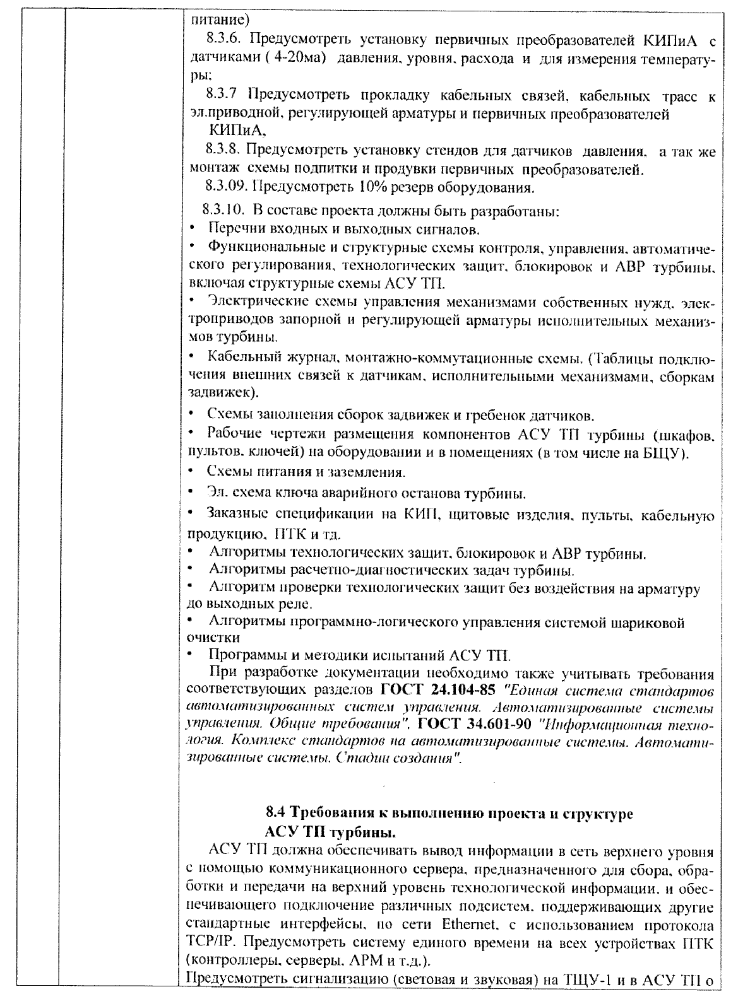 питание)
8.3.6. Предусмотреть установку первичных преобразователей КИПиА с
датчиками ( 4-20ма) давления, уровня, расхода и для измерения температу-
ры;
8.3.7 Предусмотреть прокладку кабельных связей, кабельных трасс к
эл.приводной, регулирующей арматуры и первичных преобразователей
КИПиА,
8.3.8. Предусмотреть установку стендов для датчиков давления, а так же
монтаж схемы подпитки и продувки первичных преобразователей.
8.3.09. Предусмотреть 10% резерв оборудования.
8.3.10. В составе проекта должны быть разработаны:
• Перечни входных и выходных сигналов.
• Функциональные и структурные схемы контроля, управления, автоматиче-
ского регулирования, технологических защит, блокировок и АВР турбины,
включая структурные схемы АСУ ТП.
• Электрические схемы управления механизмами собственных нужд, элек-
троприводов запорной и регулирующей арматуры исполнительных механиз-
мов турбины.
• Кабельный журнал, монтажно-коммутационные схемы. (Таблицы подклю-
чения внешних связей к датчикам, исполнительными механизмами, сборкам
задвижек).
• Схемы заполнения сборок задвижек и гребенок датчиков.
• Рабочие чертежи размещения компонентов АСУ ТП турбины (шкафов,
пультов, ключей) на оборудовании и в помещениях (в том числе на БЩУ).
• Схемы питания и заземления.
• Эл. схема ключа аварийного останова турбины.
• Заказные спецификации на КИП, щитовые изделия, пульты, кабельную
продукцию, ПТК и тд.
• Алгоритмы технологических защит, блокировок и АВР турбины.
• Алгоритмы расчетно-диагностических задач турбины.
• Алгоритм проверки технологических защит без воздействия на арматуру
до выходных реле.
• Алгоритмы программно-логического управления системой шариковой
очистки
• Программы и методики испытаний АСУ ТП.
При разработке документации необходимо также учитывать требования
соответствующих разделов ГОСТ 24.104-85 "Единая система стандартов
автоматизированных систем управления. Автоматизированные системы
управления. Общие требования", ГОСТ 34.601-90 "Информационная техно-
логия. Комплекс стандартов на автоматизированные системы. Автомати-
зированные системы. Стадии создания".
8.4 Требования к выполнению проекта и структуре
АСУ ТП турбины.
АСУ ТП должна обеспечивать вывод информации в сеть верхнего уровня
с помощью коммуникационного сервера, предназначенного для сбора, обра-
ботки и передачи на верхний уровень технологической информации, и обес-
печивающего подключение различных подсистем, поддерживающих другие
стандартные интерфейсы, по сети Ethernet, с использованием протокола
TCP/IP. Предусмотреть систему единого времени на всех устройствах ПТК
(контроллеры, серверы, АРМ и т.д.).
Предусмотреть сигнализацию (световая и звуковая) на ТЩУ-1 и в АСУ ТП о